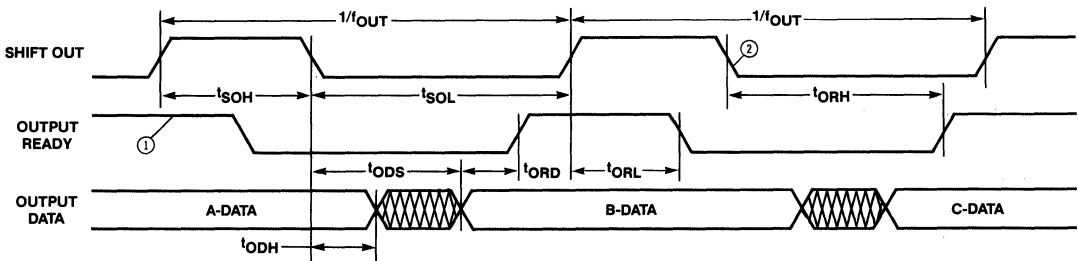 1/fOUT
1/fOUT
SHIFT OUT
②
tSOH
tSOL
tORH
OUTPUT
READY
①
tODS
tORD
tORL
OUTPUT
DATA
A-DATA
B-DATA
C-DATA
tODH